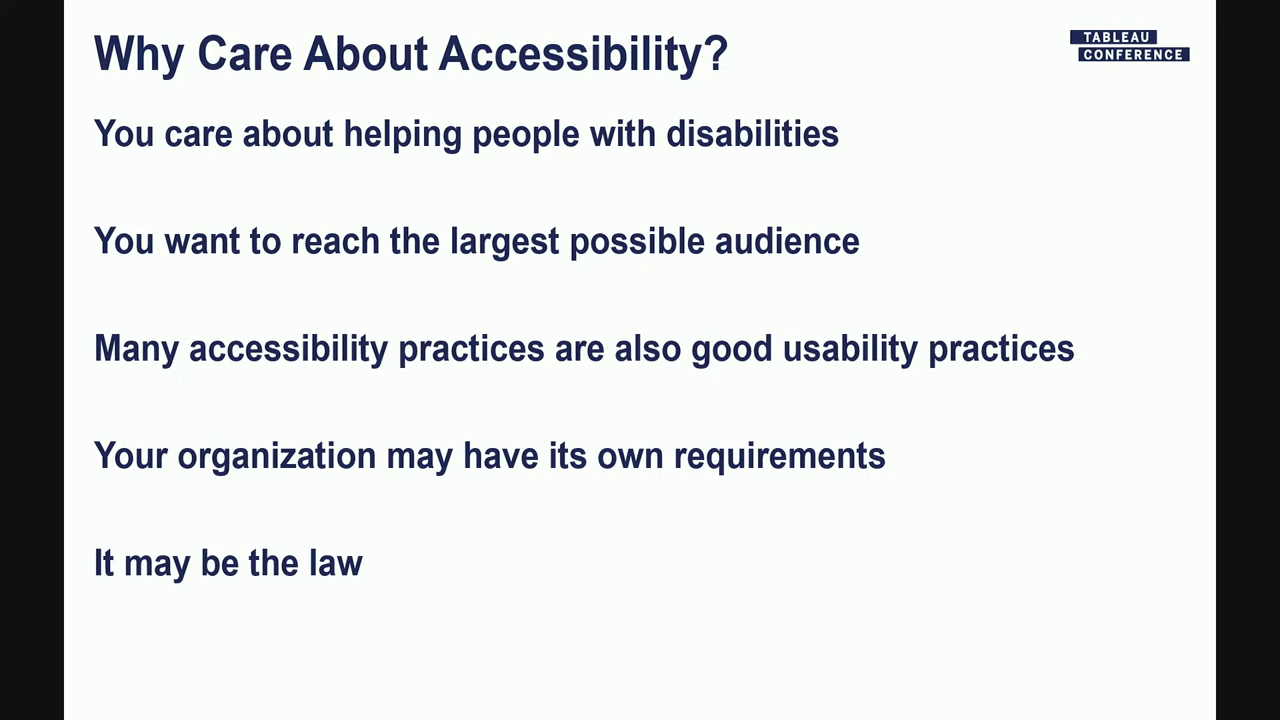 Why Care About Accessibility?
TABLEAU
CONFERENCE
You care about helping people with disabilities
You want to reach the largest possible audience
Many accessibility practices are also good usability practices
Your organization may have its own requirements
It may be the law